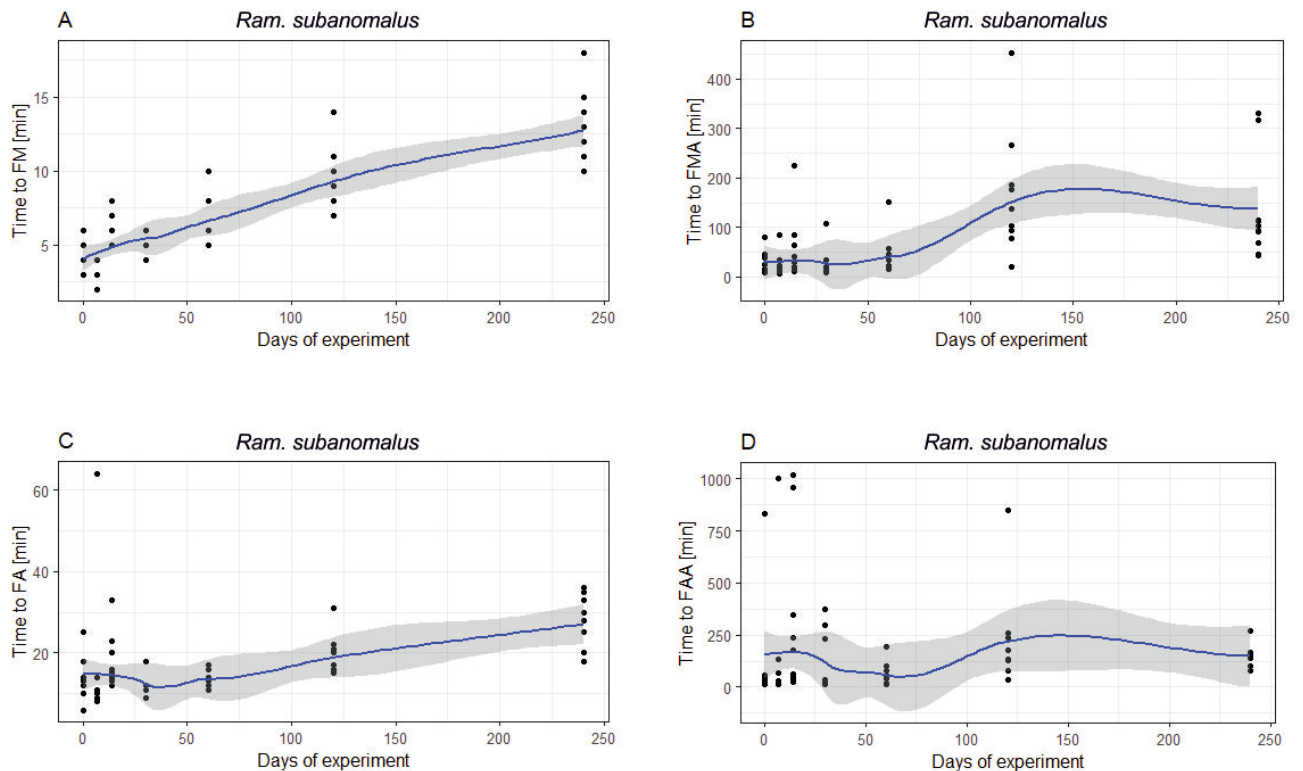 A
Ram. subanomalus
Time to FM [min]
15
10
5
0
50
100
150
200
250
Days of experiment
B
Ram. subanomalus
Time to FMA [min]
400
300
200
100
0
0
50
100
150
200
250
Days of experiment
C
Ram. subanomalus
Time to FA [min]
60
40
20
0
50
100
150
200
250
Days of experiment
D
Ram. subanomalus
Time to FAA [min]
1000
750
500
250
0
0
50
100
150
200
250
Days of experiment